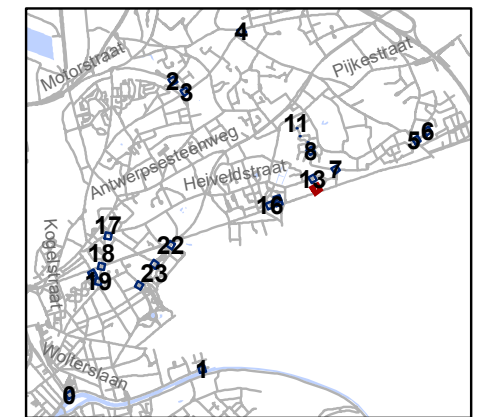 4
Motorstraat
Pijkestraat
2
3
11
6
5
Antwerpsesteenweg
8
7
Heiveldstraat
13
16
17
Kogelstraat
22
18
23
19
Wolterslaan
1
9